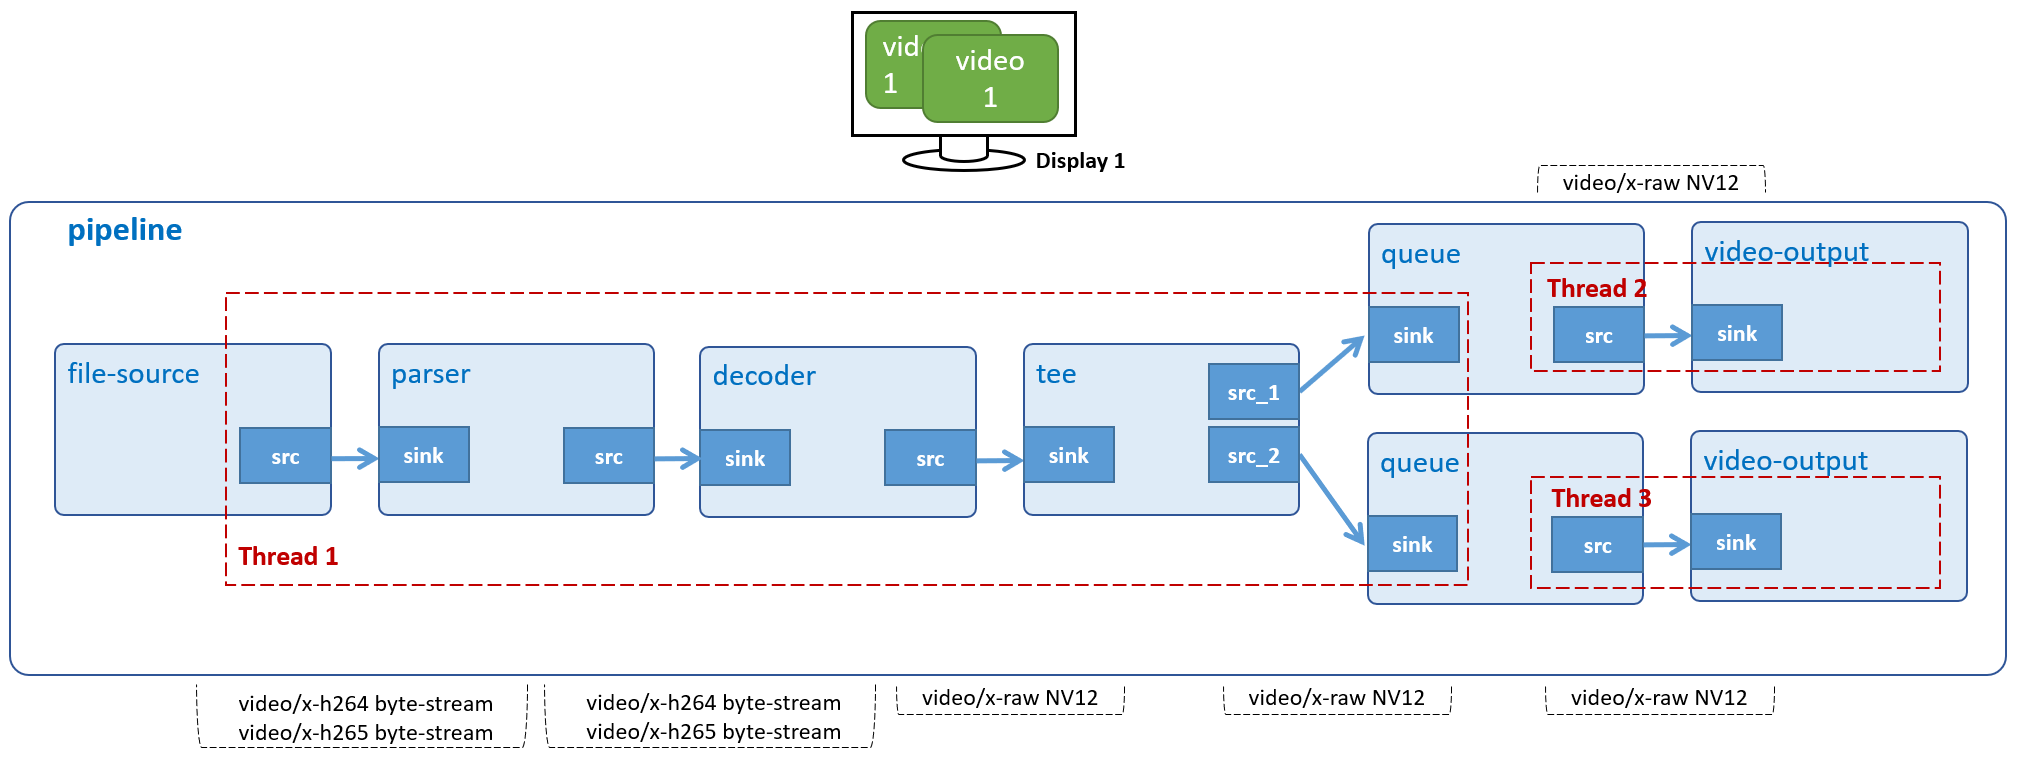 vid
1
video
1
Display 1
video/x-raw NV12
pipeline
queue
video-output
Thread 2
sink
src
sink
file-source
parser
decoder
tee
src_1
src
sink
src
sink
src
sink
src_2
queue
video-output
Thread 3
sink
src
sink
Thread 1
video/x-h264 byte-stream
video/x-h265 byte-stream
video/x-h264 byte-stream
video/x-h265 byte-stream
video/x-raw NV12
video/x-raw NV12
video/x-raw NV12